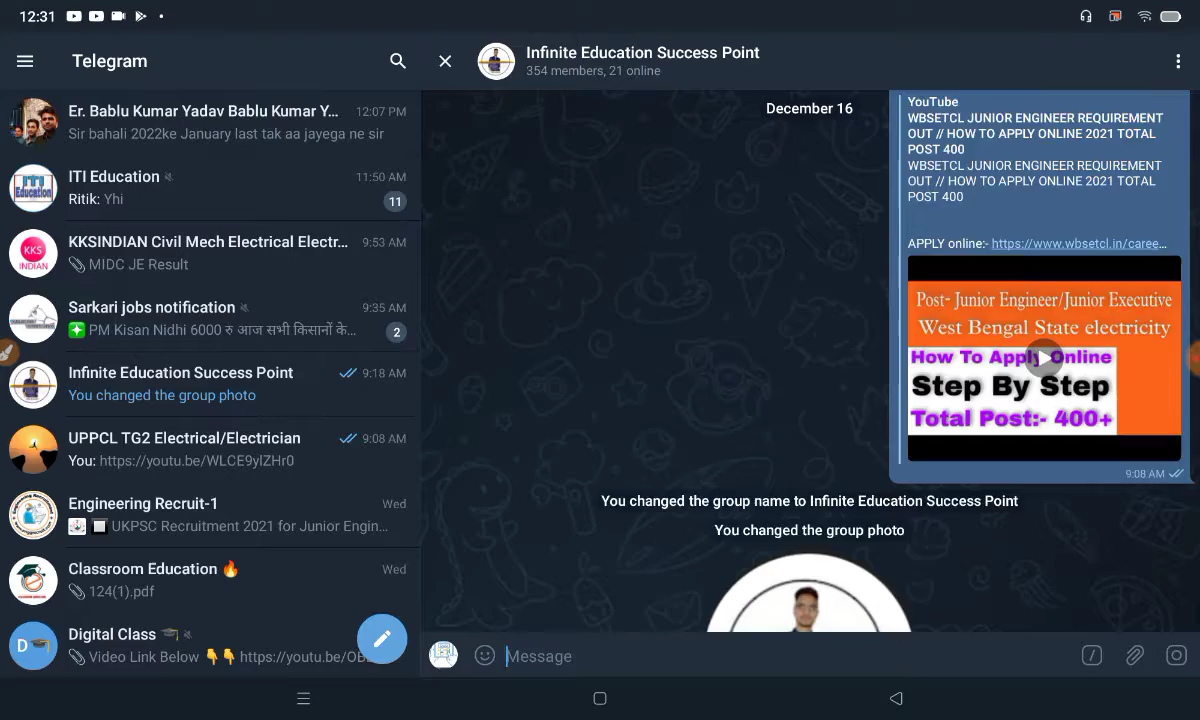 12:31
Telegram
Infinite Education Success Point
354 members, 21 online
Er. Bablu Kumar Yadav Bablu Kumar Y... 12:07 PM
Sir bahali 2022ke January last tak aa jayega ne sir
ITI Education 11:50 AM
Ritik: Yhi 11
KKSINDIAN Civil Mech Electrical Electr... 9:53 AM
MIDC JE Result
Sarkari jobs notification 9:35 AM
PM Kisan Nidhi 6000 रु आज सभी किसानों के... 2
Infinite Education Success Point 9:18 AM
You changed the group photo
UPPCL TG2 Electrical/Electrician 9:08 AM
You: https://youtu.be/WLCE9ylZHr0
Engineering Recruit-1 Wed
UKPSC Recruitment 2021 for Junior Engin...
Classroom Education Wed
124(1).pdf
Digital Class
Video Link Below 👇👇 https://youtu.be/
ITI
Education
KKS
INDIAN
D
December 16
YouTube
WBSETCL JUNIOR ENGINEER REQUIREMENT
OUT // HOW TO APPLY ONLINE 2021 TOTAL
POST 400
WBSETCL JUNIOR ENGINEER REQUIREMENT
OUT // HOW TO APPLY ONLINE 2021 TOTAL
POST 400
APPLY online:- https://www.wbsetcl.in/caree...
Post- Junior Engineer/Junior Executive
West Bengal State electricity
How To Apply Online
Step By Step
Total Post:- 400+
9:08 AM
You changed the group name to Infinite Education Success Point
You changed the group photo
Message